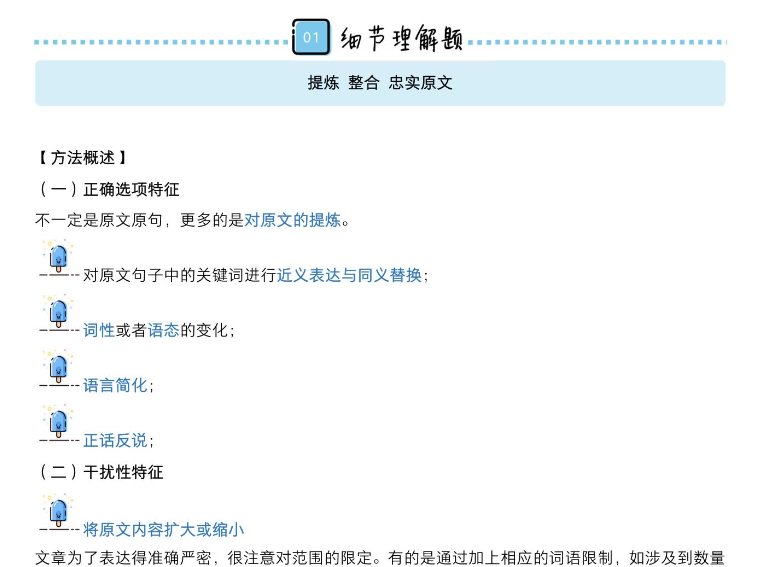 01 细节理解题
提炼 整合 忠实原文
【方法概述】
（一）正确选项特征
不一定是原文原句，更多的是对原文的提炼。
对原文句子中的关键词进行近义表达与同义替换；
词性或者语态的变化；
语言简化；
正话反说；
（二）干扰性特征
将原文内容扩大或缩小
文章为了表达得准确严密，很注意对范围的限定。有的是通过加上相应的词语限制，如涉及到数量